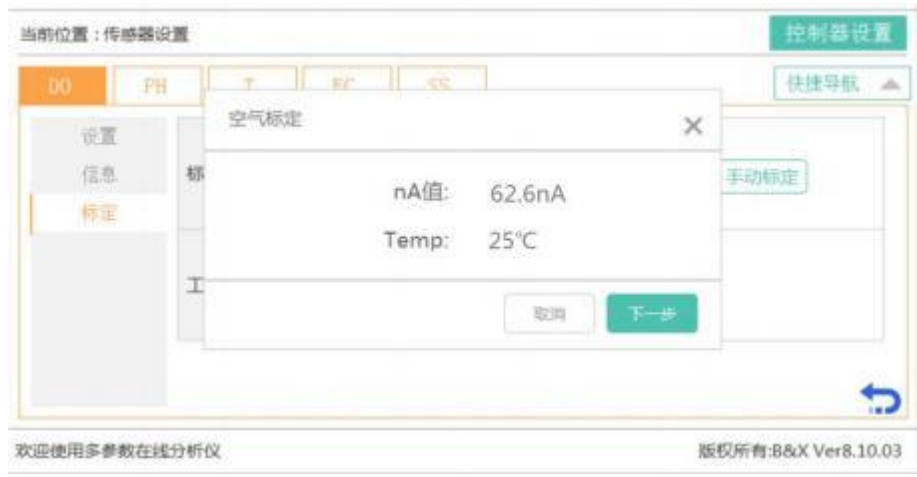 当前位置：传感器设置
控制器设置
DO
PH
T
EC
SS
快捷导航
设置
信息
标定
标
手动标定
工
空气标定
nA值: 62.6nA
Temp: 25℃
取消
下一步
欢迎使用多参数在线分析仪
版权所有:B&X Ver8.10.03